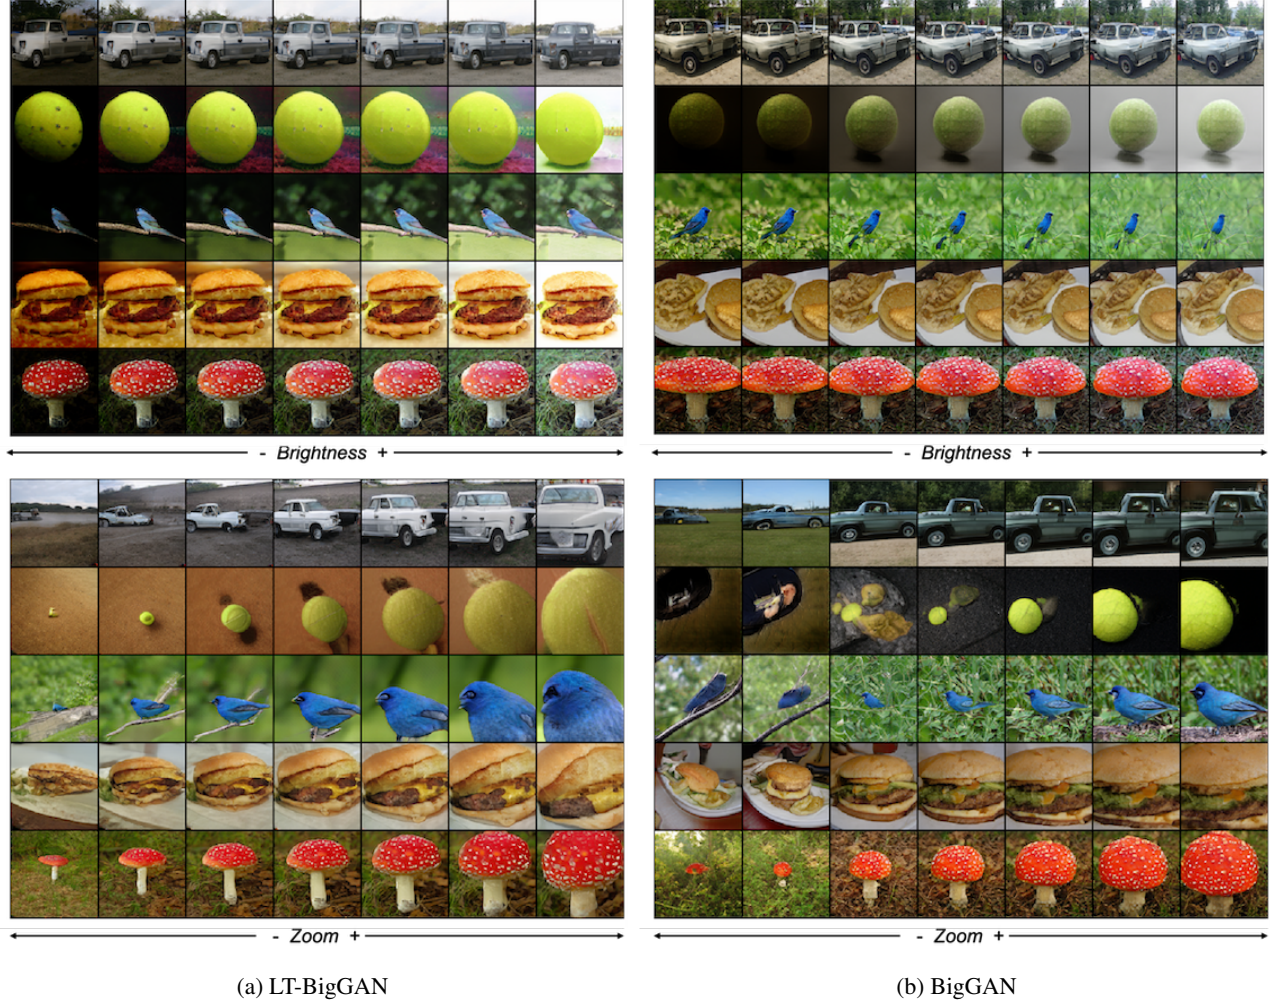 - Brightness +
- Brightness +
- Zoom +
- Zoom +
(a) LT-BigGAN
(b) BigGAN